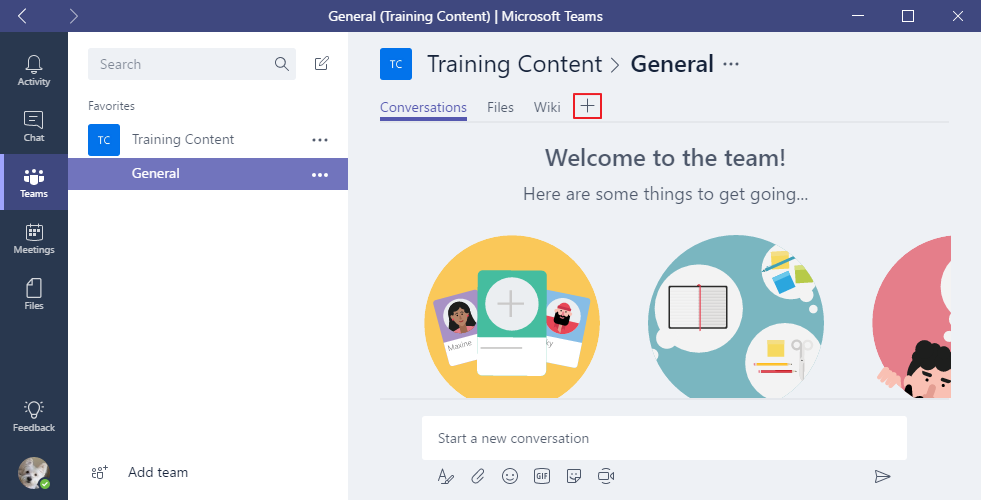 General (Training Content) | Microsoft Teams
Activity
Chat
Teams
Meetings
Files
Feedback
Search
Favorites
TC Training Content
General
Add team
TC Training Content > General
Conversations Files Wiki
Welcome to the team!
Here are some things to get going...
Maxine
Start a new conversation
GIF